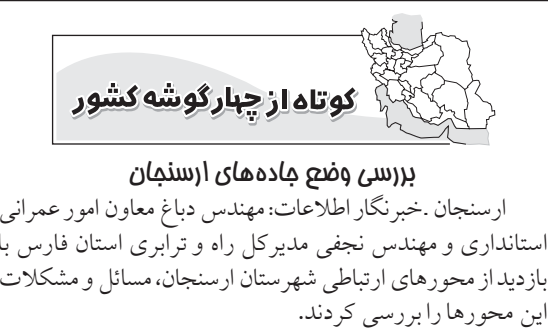 کوتاه از چهار گوشه کشور
بررسی وضع جاده‌های ارسنجان
ارسنجان .خبرنگار اطلاعات: مهندس دباغ معاون امور عمرانی
استانداری و مهندس نجفی مدیرکل راه و ترابری استان فارس با
بازدید از محورهای ارتباطی شهرستان ارسنجان، مسائل و مشکلات
این محورها را بررسی کردند.